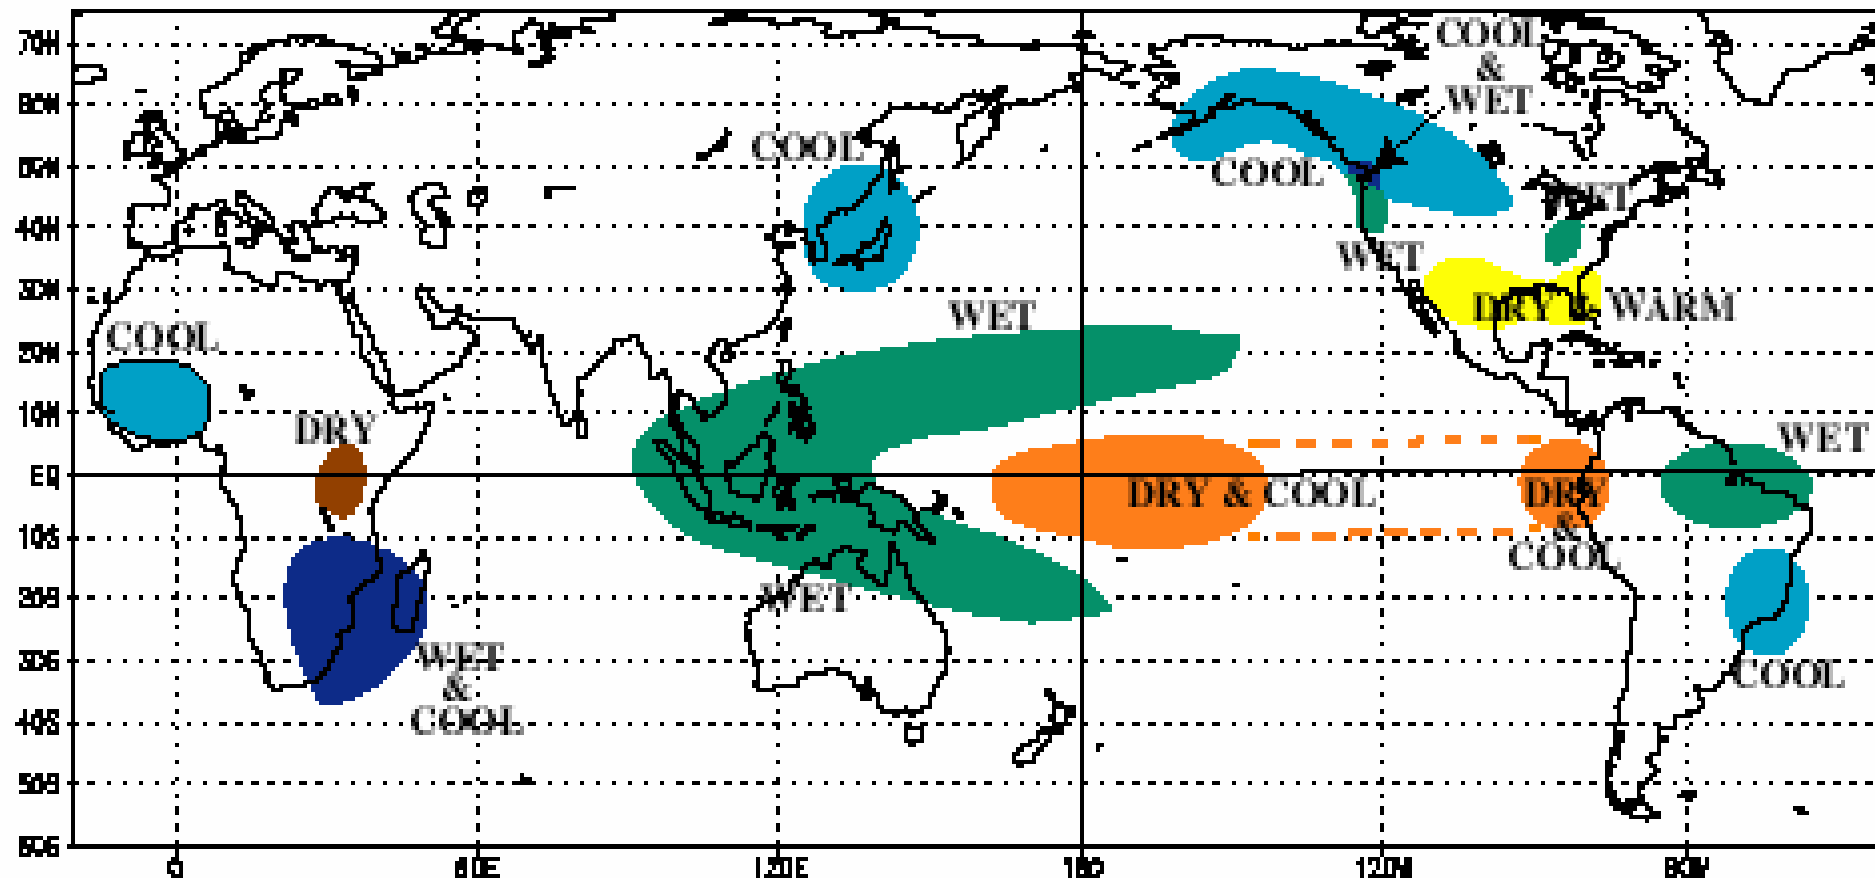 COOL
&
WET
70N
60N
COOL
50N
COOL
WET
40N
WET
30N
WET
DRY & WARM
COOL
20N
10N
DRY
WET
EQ
DRY & COOL
DRY
&
COOL
10S
WET
20S
30S
WET
&
COOL
COOL
40S
50S
60S
0
60E
120E
180
120W
60W